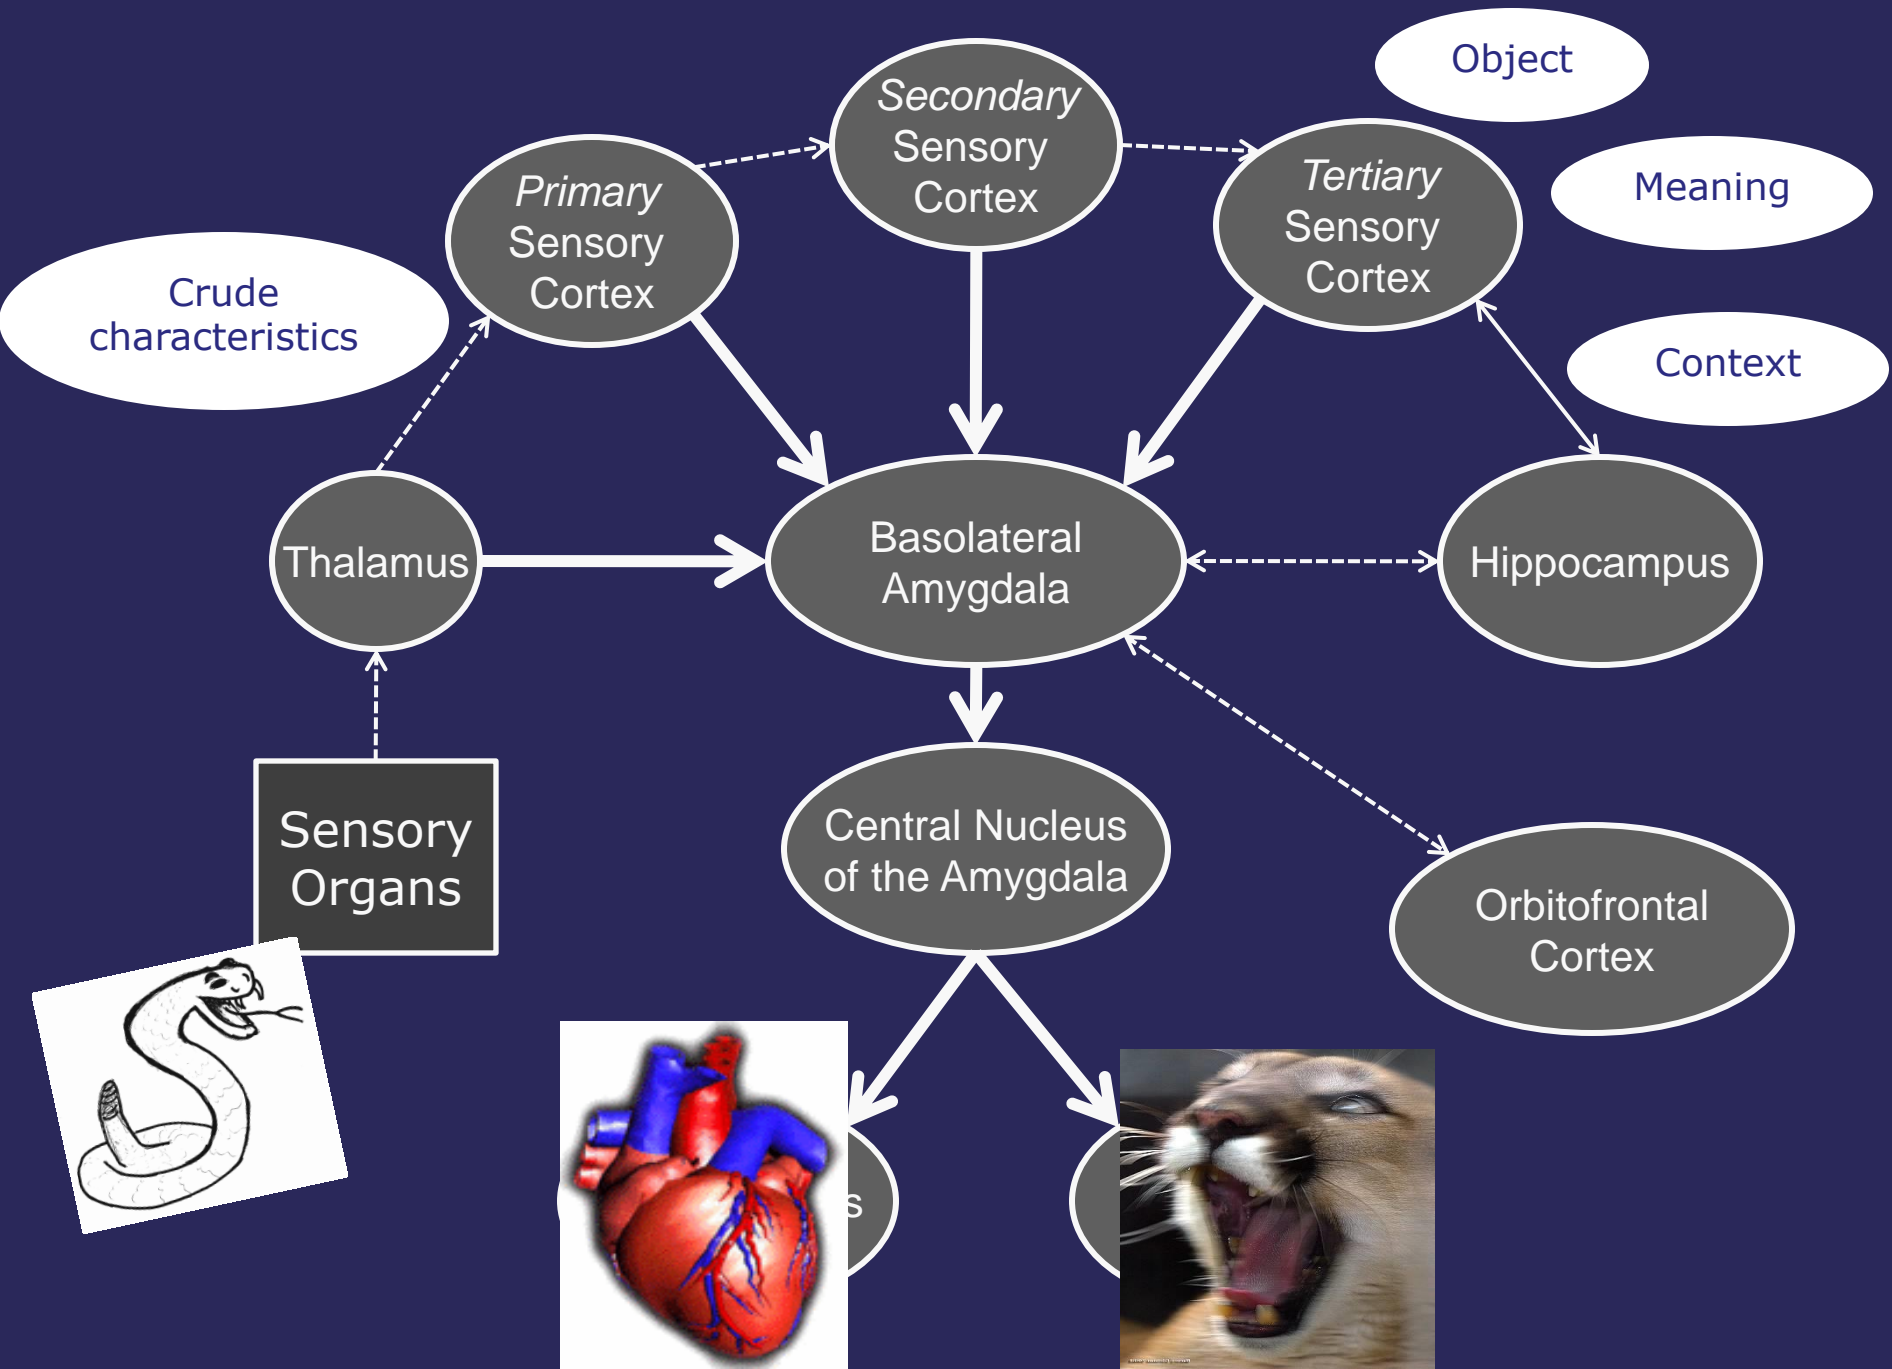 Object
Secondary
Sensory
Cortex
Primary
Sensory
Cortex
Tertiary
Sensory
Cortex
Meaning
Crude
characteristics
Context
Thalamus
Basolateral
Amygdala
Hippocampus
Sensory
Organs
Central Nucleus
of the Amygdala
Orbitofrontal
Cortex
s